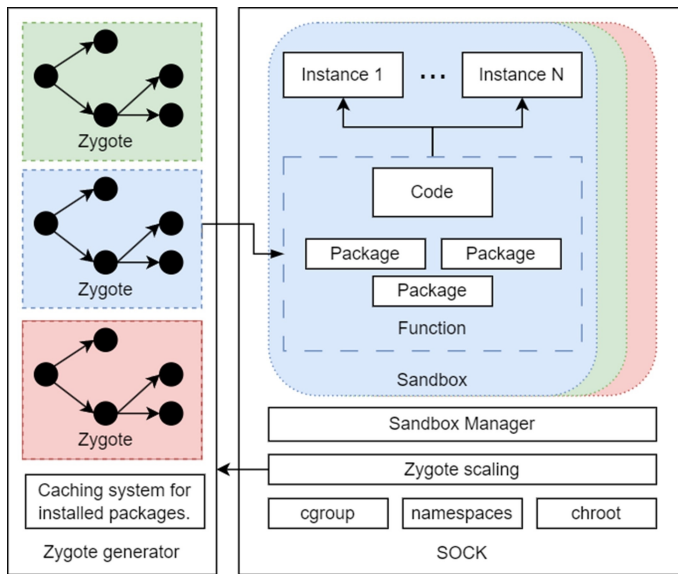 Zygote
Zygote
Zygote
Caching system for
installed packages.
Zygote generator
Instance 1
...
Instance N
Code
Package
Package
Package
Function
Sandbox
Sandbox Manager
Zygote scaling
cgroup
namespaces
chroot
SOCK